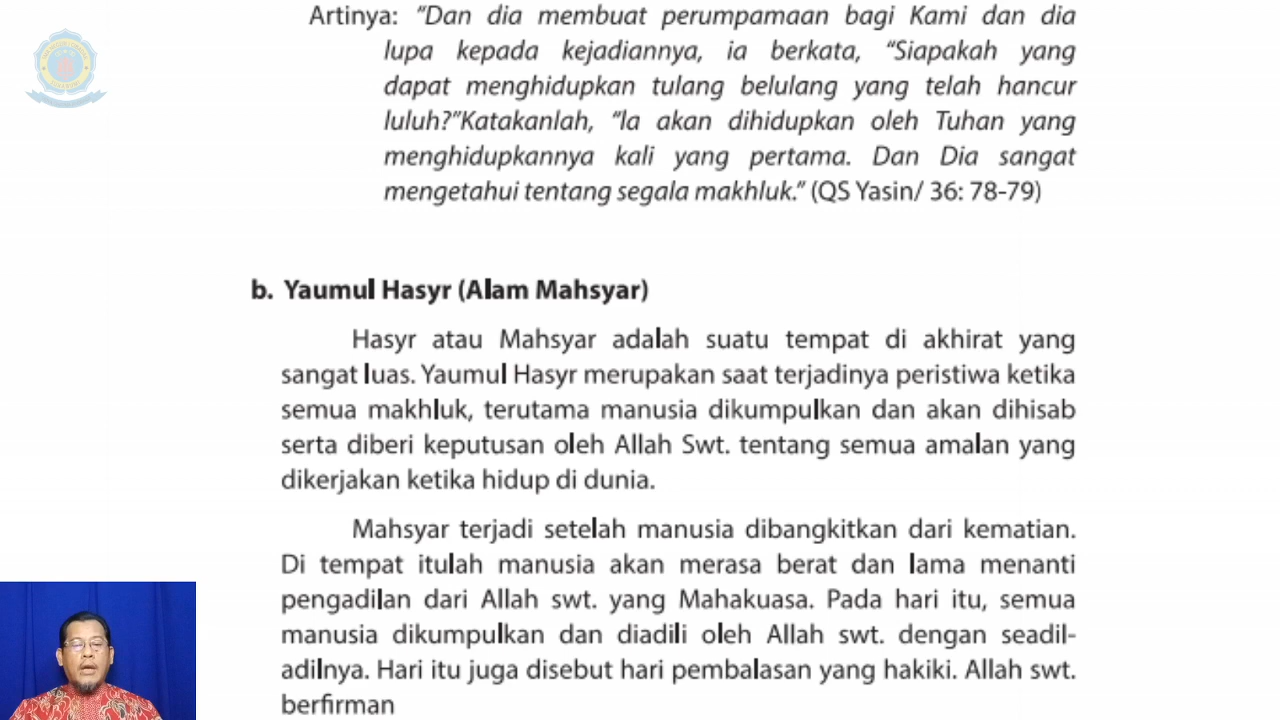 Artinya: “Dan dia membuat perumpamaan bagi Kami dan dia
lupa kepada kejadiannya, ia berkata, “Siapakah yang
dapat menghidupkan tulang belulang yang telah hancur
luluh?”Katakanlah, “Ia akan dihidupkan oleh Tuhan yang
menghidupkannya kali yang pertama. Dan Dia sangat
mengetahui tentang segala makhluk.” (QS Yasin/ 36: 78-79)
b. Yaumul Hasyr (Alam Mahsyar)
Hasyr atau Mahsyar adalah suatu tempat di akhirat yang
sangat luas. Yaumul Hasyr merupakan saat terjadinya peristiwa ketika
semua makhluk, terutama manusia dikumpulkan dan akan dihisab
serta diberi keputusan oleh Allah Swt. tentang semua amalan yang
dikerjakan ketika hidup di dunia.
Mahsyar terjadi setelah manusia dibangkitkan dari kematian.
Di tempat itulah manusia akan merasa berat dan lama menanti
pengadilan dari Allah swt. yang Mahakuasa. Pada hari itu, semua
manusia dikumpulkan dan diadili oleh Allah swt. dengan seadil-
adilnya. Hari itu juga disebut hari pembalasan yang hakiki. Allah swt.
berfirman